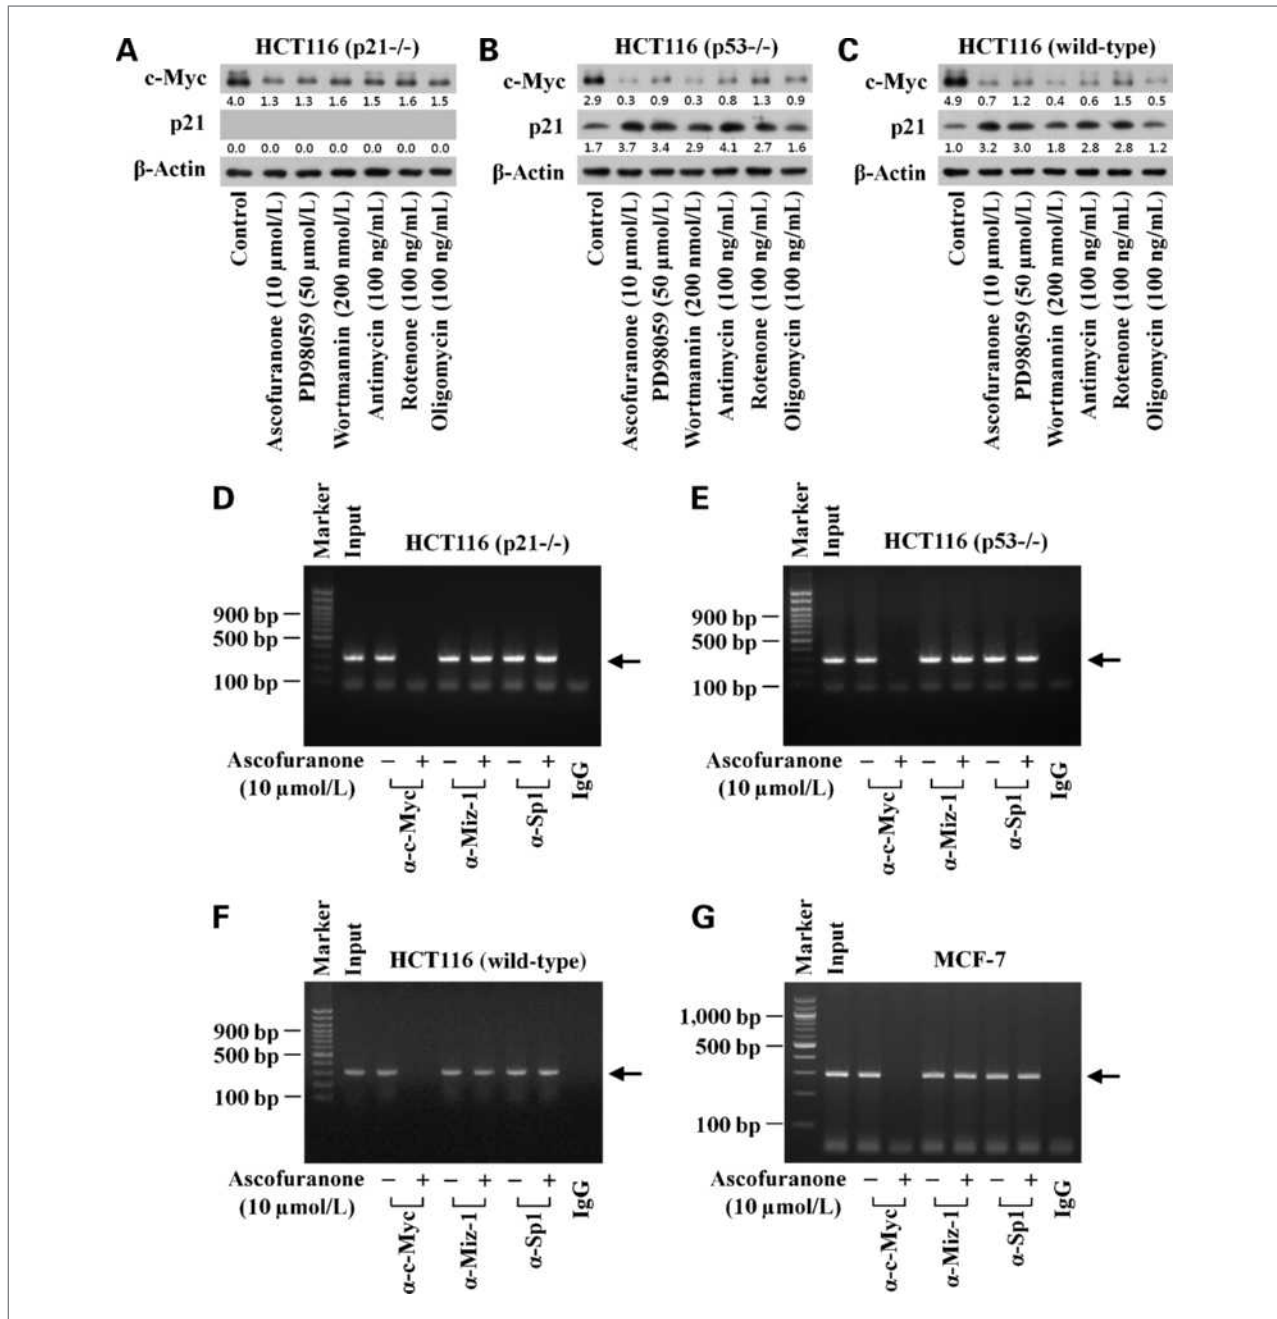 A
HCT116 (p21-/-)
c-Myc
4.0 1.3 1.3 1.6 1.5 1.6 1.5
p21
0.0 0.0 0.0 0.0 0.0 0.0 0.0
β-Actin
Control
Ascofuranone (10 μmol/L)
PD98059 (50 μmol/L)
Wortmannin (200 nmol/L)
Antimycin (100 ng/mL)
Rotenone (100 ng/mL)
Oligomycin (100 ng/mL)
B
HCT116 (p53-/-)
c-Myc
2.9 0.3 0.9 0.3 0.8 1.3 0.9
p21
1.7 3.7 3.4 2.9 4.1 2.7 1.6
β-Actin
Control
Ascofuranone (10 μmol/L)
PD98059 (50 μmol/L)
Wortmannin (200 nmol/L)
Antimycin (100 ng/mL)
Rotenone (100 ng/mL)
Oligomycin (100 ng/mL)
C
HCT116 (wild-type)
c-Myc
4.9 0.7 1.2 0.4 0.6 1.5 0.5
p21
1.0 3.2 3.0 1.8 2.8 2.8 1.2
β-Actin
Control
Ascofuranone (10 μmol/L)
PD98059 (50 μmol/L)
Wortmannin (200 nmol/L)
Antimycin (100 ng/mL)
Rotenone (100 ng/mL)
Oligomycin (100 ng/mL)
D
Marker
Input
HCT116 (p21-/-)
900 bp
500 bp
100 bp
Ascofuranone − + − + − +
(10 μmol/L)
α-c-Myc
α-Miz-1
α-Sp1
IgG
E
Marker
Input
HCT116 (p53-/-)
900 bp
500 bp
100 bp
Ascofuranone − + − + − +
(10 μmol/L)
α-c-Myc
α-Miz-1
α-Sp1
IgG
F
Marker
Input
HCT116 (wild-type)
900 bp
500 bp
100 bp
Ascofuranone − + − + − +
(10 μmol/L)
α-c-Myc
α-Miz-1
α-Sp1
IgG
G
Marker
Input
MCF-7
1,000 bp
500 bp
100 bp
Ascofuranone − + − + − +
(10 μmol/L)
α-c-Myc
α-Miz-1
α-Sp1
IgG